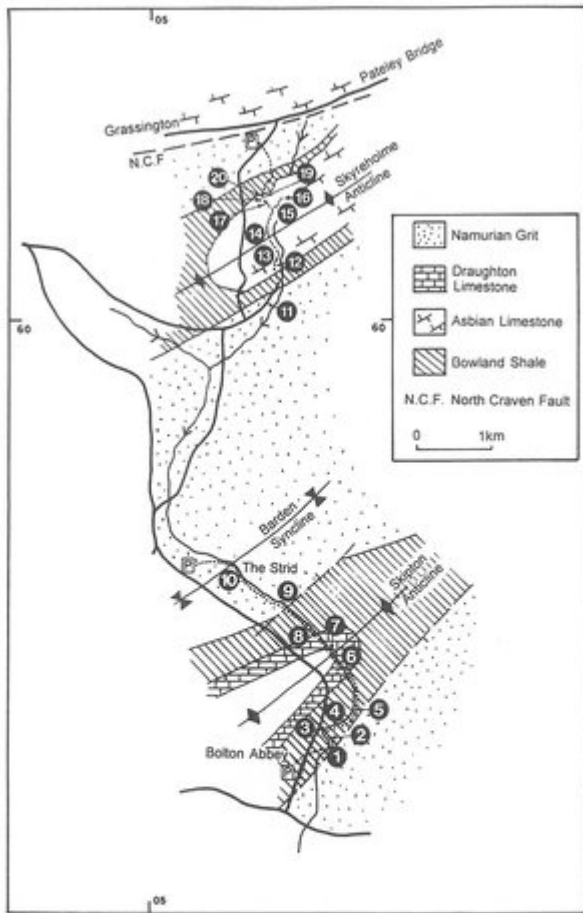 05
Pateley Bridge
Grassington
N.C.F
Skyreholme
Anticline
20
19
18
16
17
15
14
13
12
11
60
60
Namurian Grit
Draughton
Limestone
Asbian Limestone
Bowland Shale
N.C.F. North Craven Fault
0 1km
Barden
Syncline
The Strid
10
9
Skipton
Anticline
8
7
6
5
4
3
2
1
Bolton Abbey
05